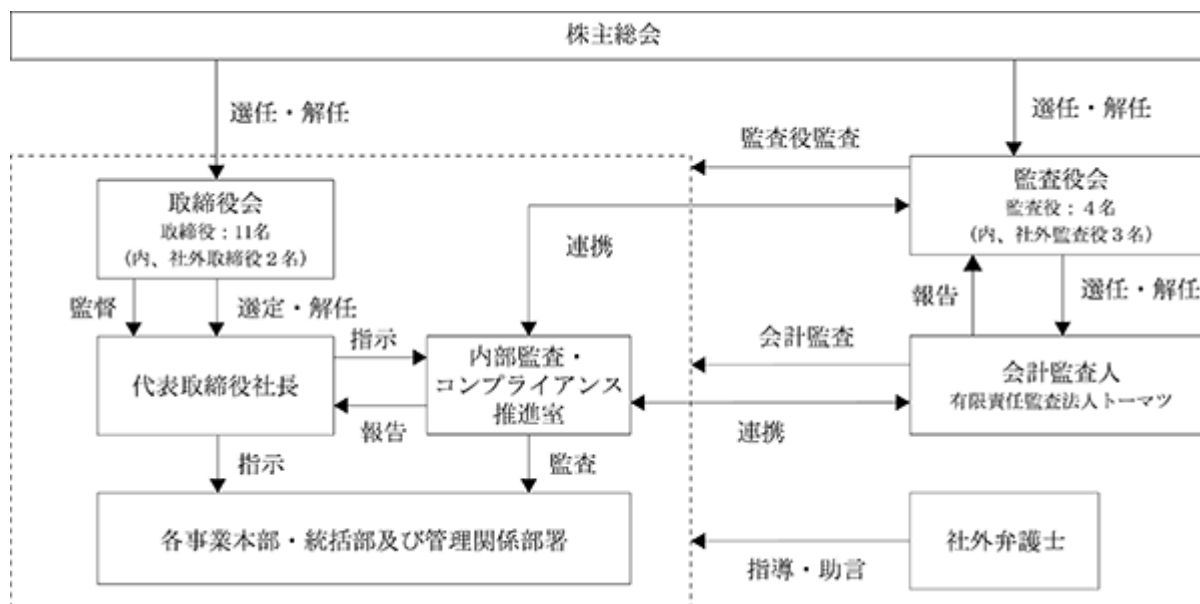 株主総会
選任・解任
選任・解任
監査役監査
取締役会
取締役：11名
(内、社外取締役２名)
監査役会
監査役：４名
(内、社外監査役３名)
連携
監督
選定・解任
報告
選任・解任
指示
会計監査
代表取締役社長
内部監査・
コンプライアンス
推進室
会計監査人
有限責任監査法人トーマツ
報告
連携
指示
監査
各事業本部・統括部及び管理関係部署
社外弁護士
指導・助言